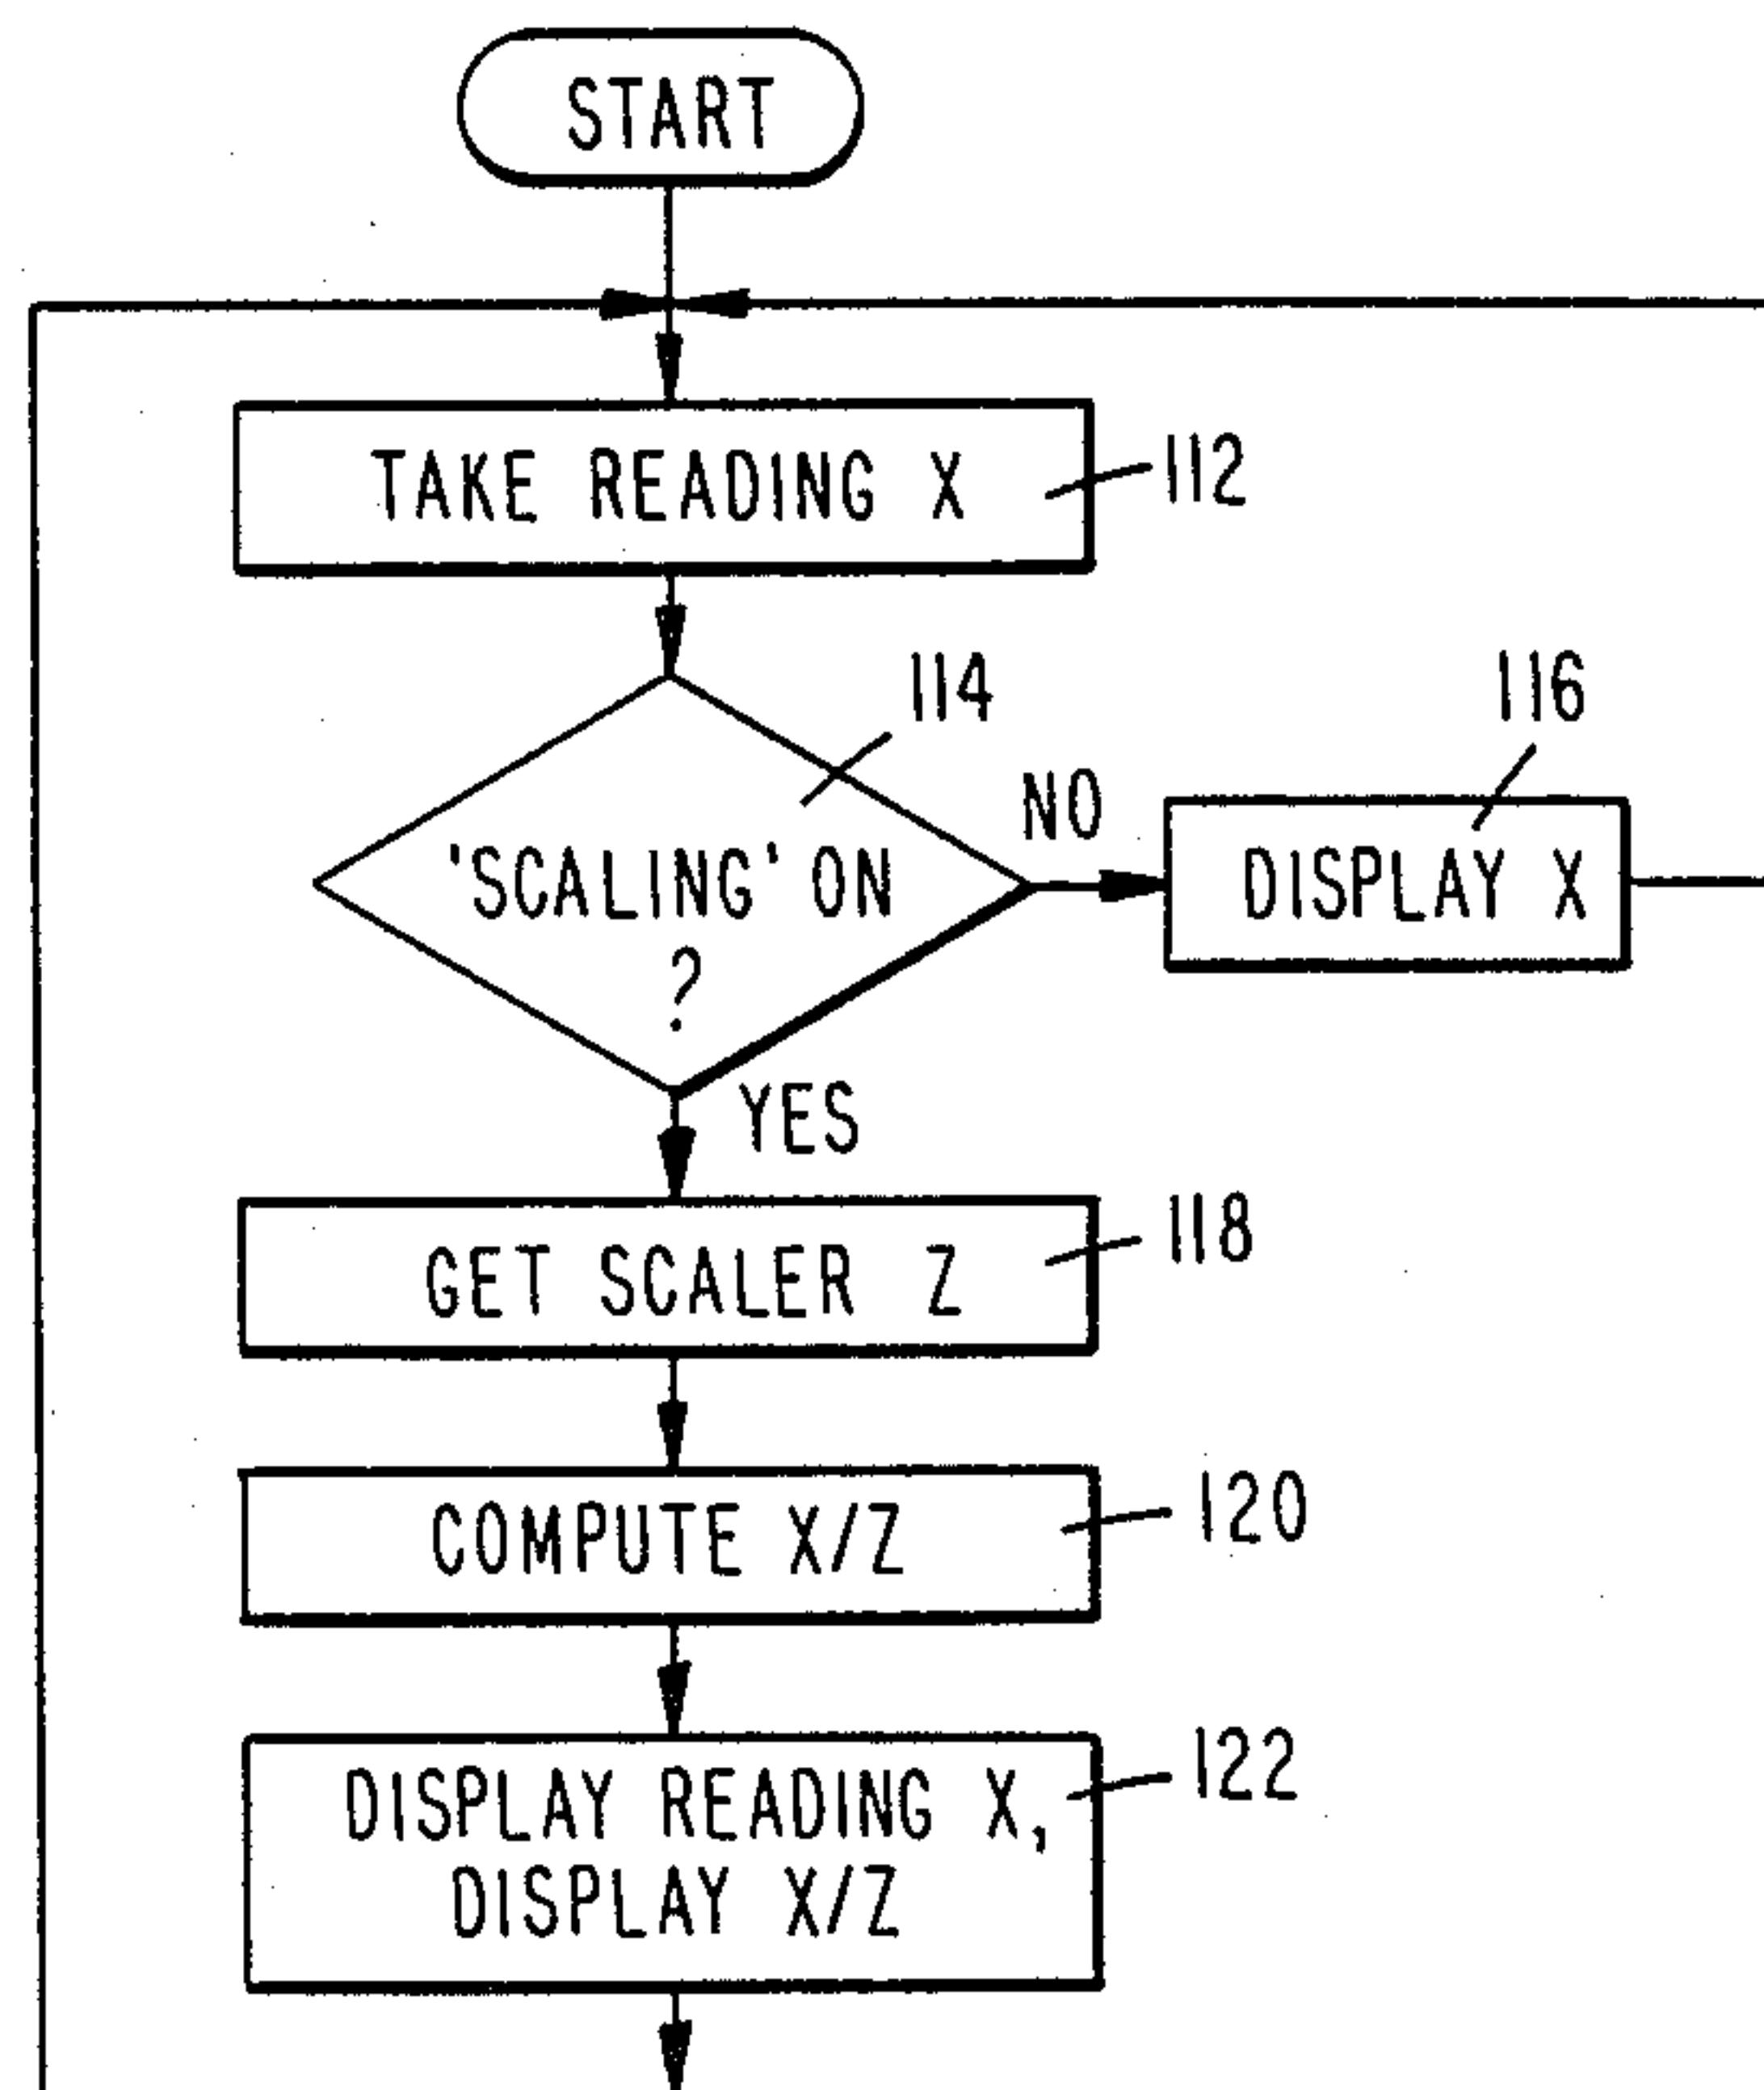 START
TAKE READING X
112
114
116
'SCALING' ON
?
NO
DISPLAY X
YES
GET SCALER Z
118
COMPUTE X/Z
120
DISPLAY READING X,
DISPLAY X/Z
122